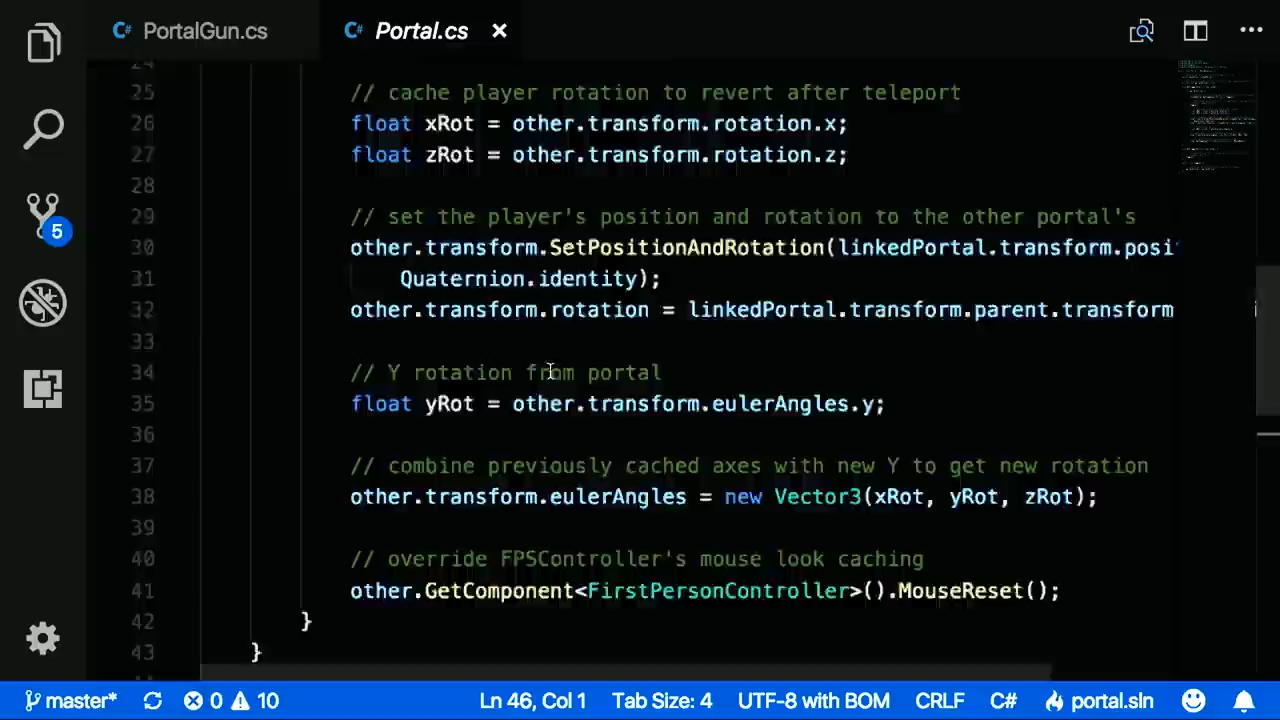 PortalGun.cs
Portal.cs
24
25 // cache player rotation to revert after teleport
26 float xRot = other.transform.rotation.x;
27 float zRot = other.transform.rotation.z;
28
29 // set the player's position and rotation to the other portal's
30 other.transform.SetPositionAndRotation(linkedPortal.transform.posi
31 Quaternion.identity);
32 other.transform.rotation = linkedPortal.transform.parent.transform
33
34 // Y rotation from portal
35 float yRot = other.transform.eulerAngles.y;
36
37 // combine previously cached axes with new Y to get new rotation
38 other.transform.eulerAngles = new Vector3(xRot, yRot, zRot);
39
40 // override FPSController's mouse look caching
41 other.GetComponent<FirstPersonController>().MouseReset();
42 }
43 }
5
master* 0 10 Ln 46, Col 1 Tab Size: 4 UTF-8 with BOM CRLF C# portal.sln